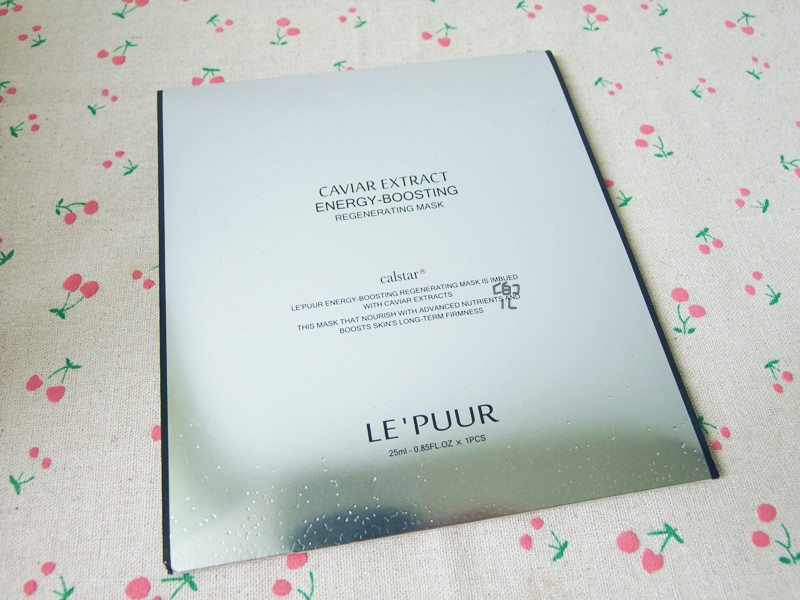 CAVIAR EXTRACT
ENERGY-BOOSTING
REGENERATING MASK
calstar®
LE'PUUR ENERGY-BOOSTING REGENERATING MASK IS IMBUED
WITH CAVIAR EXTRACTS
THIS MASK THAT NOURISH WITH ADVANCED NUTRIENTS AND
BOOSTS SKIN'S LONG-TERM FIRMNESS
LE'PUUR
25ml - 0.85FL.OZ x 1PCS